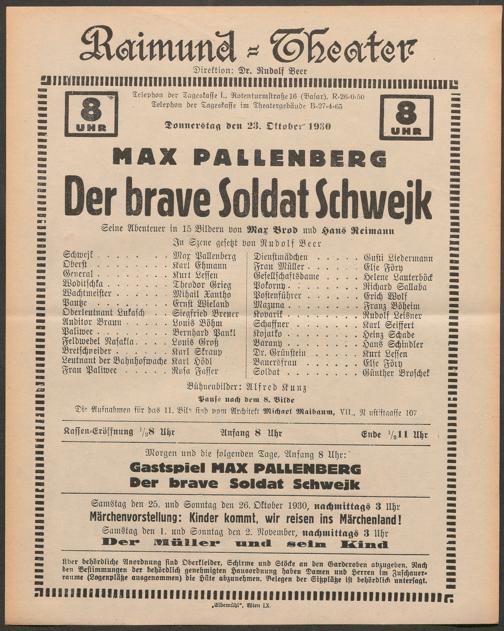 Raimund-Theater
Direktion: Dr. Rudolf Beer
8 UHR
Telephon der Tageskasse I., Rotenturmstraße 16 (Basar), R-26-0-50
Telephon der Tageskasse im Theatergebäude B-27-4-65
8 UHR
Donnerstag den 23. Oktober 1930
MAX PALLENBERG
Der brave Soldat Schwejk
Seine Abenteuer in 15 Bildern von Max Brod und Hans Reimann
In Szene gesetzt von Rudolf Beer
Schwejk . . . . . . . Max Pallenberg
Oberst . . . . . . . Karl Ehmann
General . . . . . . . Kurt Lessen
Woditschka . . . . . . Theodor Grieg
Wachtmeister . . . . . Mihail Xantho
Pampe . . . . . . . Ernst Wieland
Oberleutnant Lukasch . . Siegfried Breuer
Auditor Braun . . . . . Louis Böhm
Paliwec . . . . . . . Bernhard Pankl
Feldwebel Nasakla . . . Louis Groß
Bretschneider . . . . . Karl Skraup
Leutnant der Bahnhofwache Karl Hödl
Frau Paliwec . . . . . Rosa Fasser
Dienstmädchen . . . . . Gusti Liedermann
Frau Müller . . . . . . Else Föry
Gesellschaftsdame . . . . Helene Lauterböck
Pokorny . . . . . . . Richard Sallaba
Postenführer . . . . . Erich Wolf
Mazuna . . . . . . . Franz Böheim
Kovarik . . . . . . . Rudolf Leißner
Schaffner . . . . . . Karl Seifert
Kojatko . . . . . . . Heinz Schade
Barany . . . . . . . Hans Schindler
Dr. Grünstein . . . . . Kurt Lessen
Bauersfrau . . . . . . Else Föry
Soldat . . . . . . . Günther Broschek
Bühnenbilder: Alfred Kunz
Pause nach dem 8. Bilde
Die Aufnahmen für das 11. Bild sind vom Architekt Michael Maibaum, VII., Neustiftgasse 107
Kassen-Eröffnung 1/28 Uhr Anfang 8 Uhr Ende 1/211 Uhr
Morgen und die folgenden Tage, Anfang 8 Uhr:
Gastspiel MAX PALLENBERG
Der brave Soldat Schwejk
Samstag den 25. und Sonntag den 26. Oktober 1930, nachmittags 3 Uhr
Märchenvorstellung: Kinder kommt, wir reisen ins Märchenland!
Samstag den 1. und Sonntag den 2. November, nachmittags 3 Uhr
Der Müller und sein Kind
Über behördliche Anordnung sind Oberkleider, Schirme und Stöcke an den Garderoben abzugeben. Nach
den Bestimmungen der behördlich genehmigten Hausordnung haben Damen und Herren im Zuschauer-
raume (Logenplätze ausgenommen) die Hüte abzunehmen. Belegen der Sitzplätze ist behördlich untersagt.
„Elbemühl“, Wien IX.